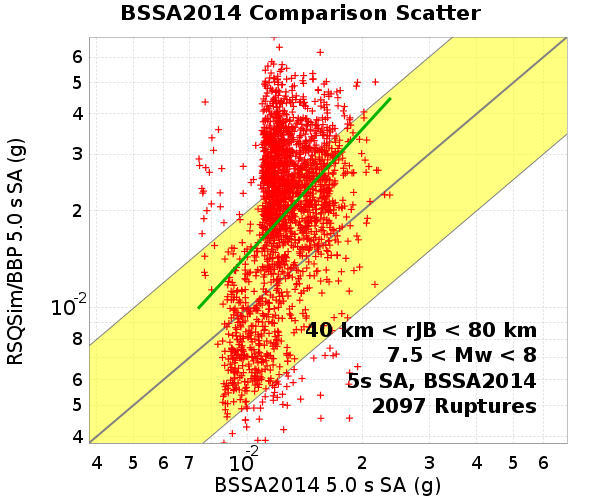 BSSA2014 Comparison Scatter
RSQSim/BBP 5.0 s SA (g)
6
5
4
3
2
10^-2
8
6
5
4
40 km < rJB < 80 km
7.5 < Mw < 8
5s SA, BSSA2014
2097 Ruptures
4 5 6 7 10^-2 2 3 4 5 6
BSSA2014 5.0 s SA (g)